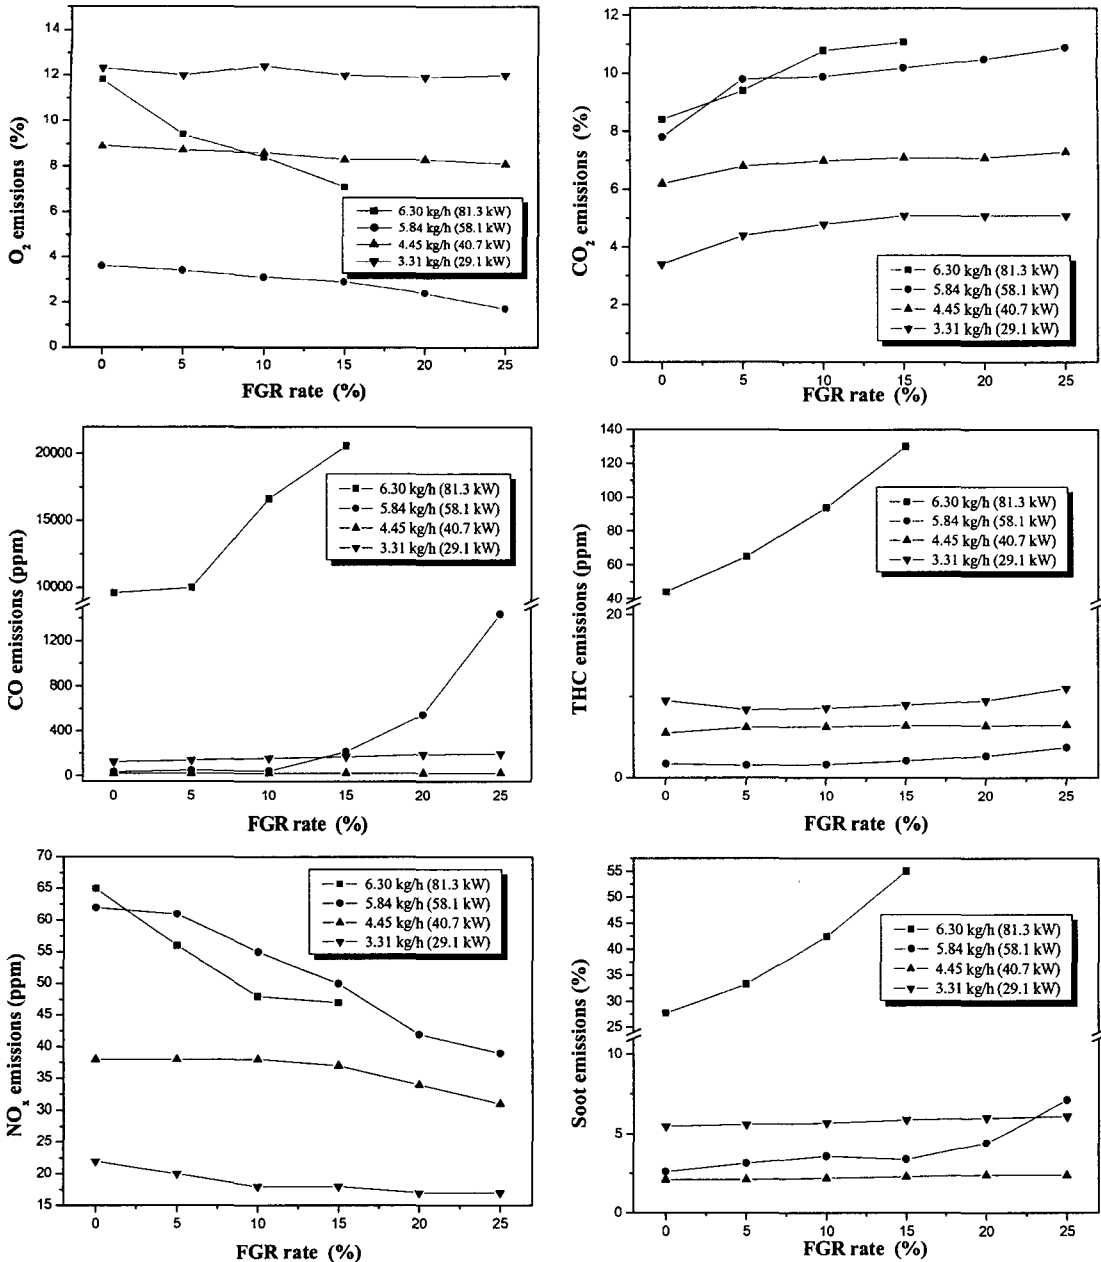 14
12
10
8
6
4
2
0
O₂ emissions (%)
6.30 kg/h (81.3 kW)
5.84 kg/h (58.1 kW)
4.45 kg/h (40.7 kW)
3.31 kg/h (29.1 kW)
0 5 10 15 20 25
FGR rate (%)
12
10
8
6
4
2
0
CO₂ emissions (%)
6.30 kg/h (81.3 kW)
5.84 kg/h (58.1 kW)
4.45 kg/h (40.7 kW)
3.31 kg/h (29.1 kW)
0 5 10 15 20 25
FGR rate (%)
20000
15000
10000
1200
800
400
0
CO emissions (ppm)
6.30 kg/h (81.3 kW)
5.84 kg/h (58.1 kW)
4.45 kg/h (40.7 kW)
3.31 kg/h (29.1 kW)
0 5 10 15 20 25
FGR rate (%)
140
120
100
80
60
40
20
0
THC emissions (ppm)
6.30 kg/h (81.3 kW)
5.84 kg/h (58.1 kW)
4.45 kg/h (40.7 kW)
3.31 kg/h (29.1 kW)
0 5 10 15 20 25
FGR rate (%)
70
65
60
55
50
45
40
35
30
25
20
15
NOₓ emissions (ppm)
6.30 kg/h (81.3 kW)
5.84 kg/h (58.1 kW)
4.45 kg/h (40.7 kW)
3.31 kg/h (29.1 kW)
0 5 10 15 20 25
FGR rate (%)
55
50
45
40
35
30
25
10
5
0
Soot emissions (%)
6.30 kg/h (81.3 kW)
5.84 kg/h (58.1 kW)
4.45 kg/h (40.7 kW)
3.31 kg/h (29.1 kW)
0 5 10 15 20 25
FGR rate (%)